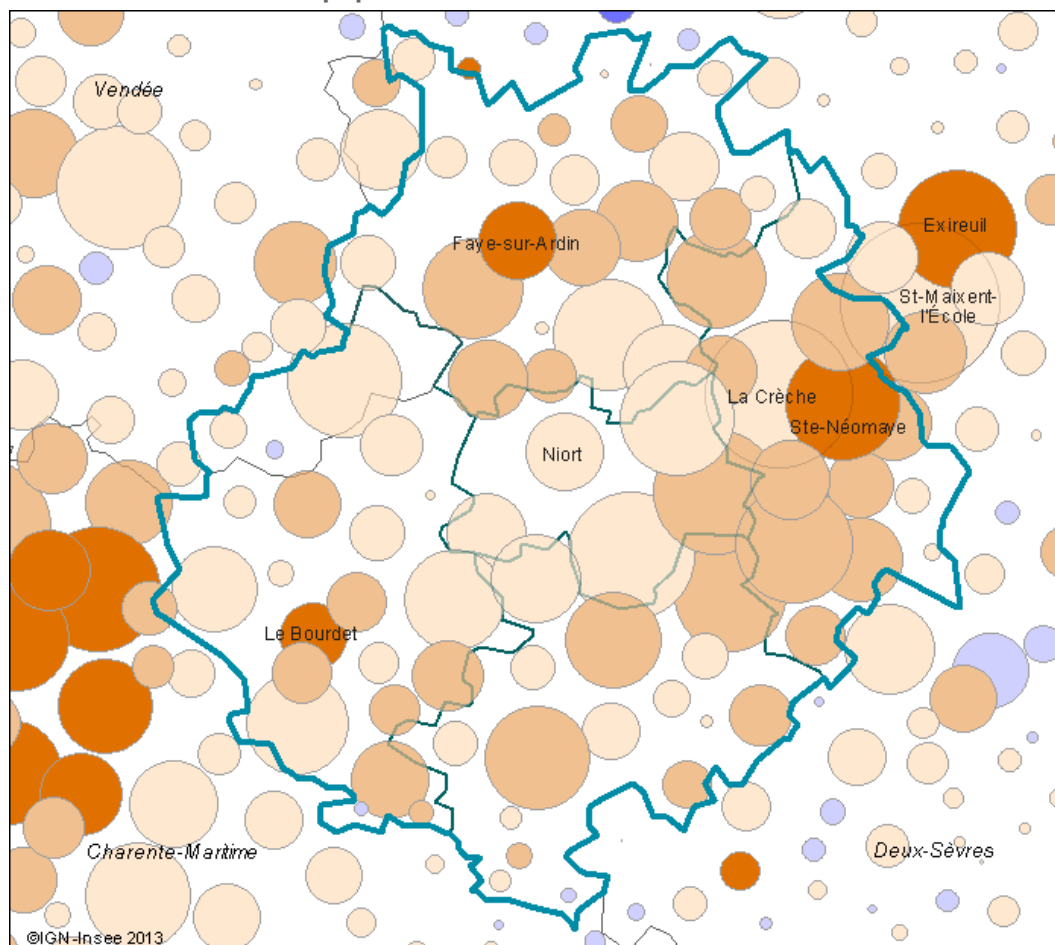 Vendée
Exireuil
Faye-sur-Ardin
St-Maixent-
l'École
La Crèche
Ste-Néomaye
Niort
Le Bourdet
Charente-Maritime
Deux-Sèvres
©IGN-Insee 2013